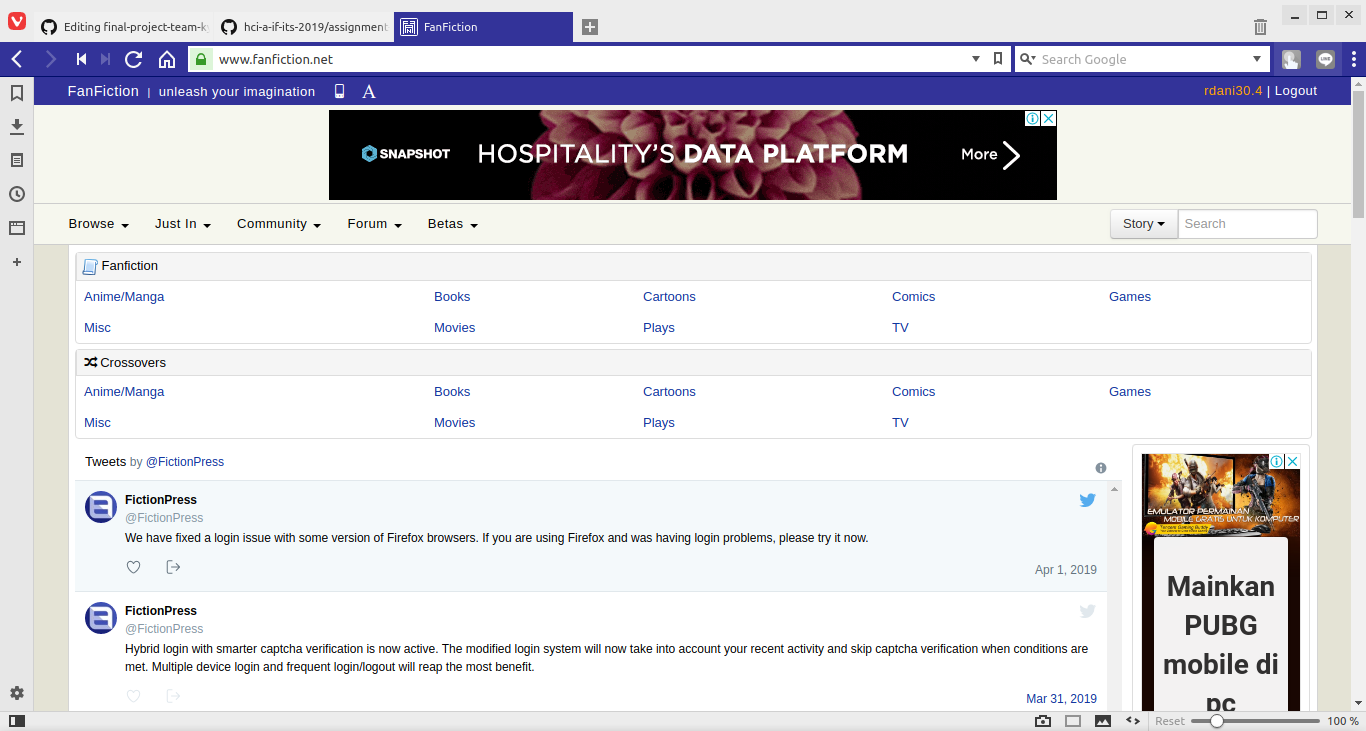 Editing final-project-team-ky
hci-a-if-its-2019/assignment
FanFiction
www.fanfiction.net
Search Google
FanFiction | unleash your imagination A
rdani30.4 | Logout
SNAPSHOT HOSPITALITY'S DATA PLATFORM More
Browse Just In Community Forum Betas Story Search
Fanfiction
Anime/Manga Books Cartoons Comics Games
Misc Movies Plays TV
Crossovers
Anime/Manga Books Cartoons Comics Games
Misc Movies Plays TV
Tweets by @FictionPress
FictionPress
@FictionPress
We have fixed a login issue with some version of Firefox browsers. If you are using Firefox and was having login problems, please try it now.
Apr 1, 2019
FictionPress
@FictionPress
Hybrid login with smarter captcha verification is now active. The modified login system will now take into account your recent activity and skip captcha verification when conditions are
met. Multiple device login and frequent login/logout will reap the most benefit.
Mar 31, 2019
EMULATOR PERMAINAN
MOBILE GRATIS UNTUK KOMPUTER
Mainkan
PUBG
mobile di
pc
Reset 100 %